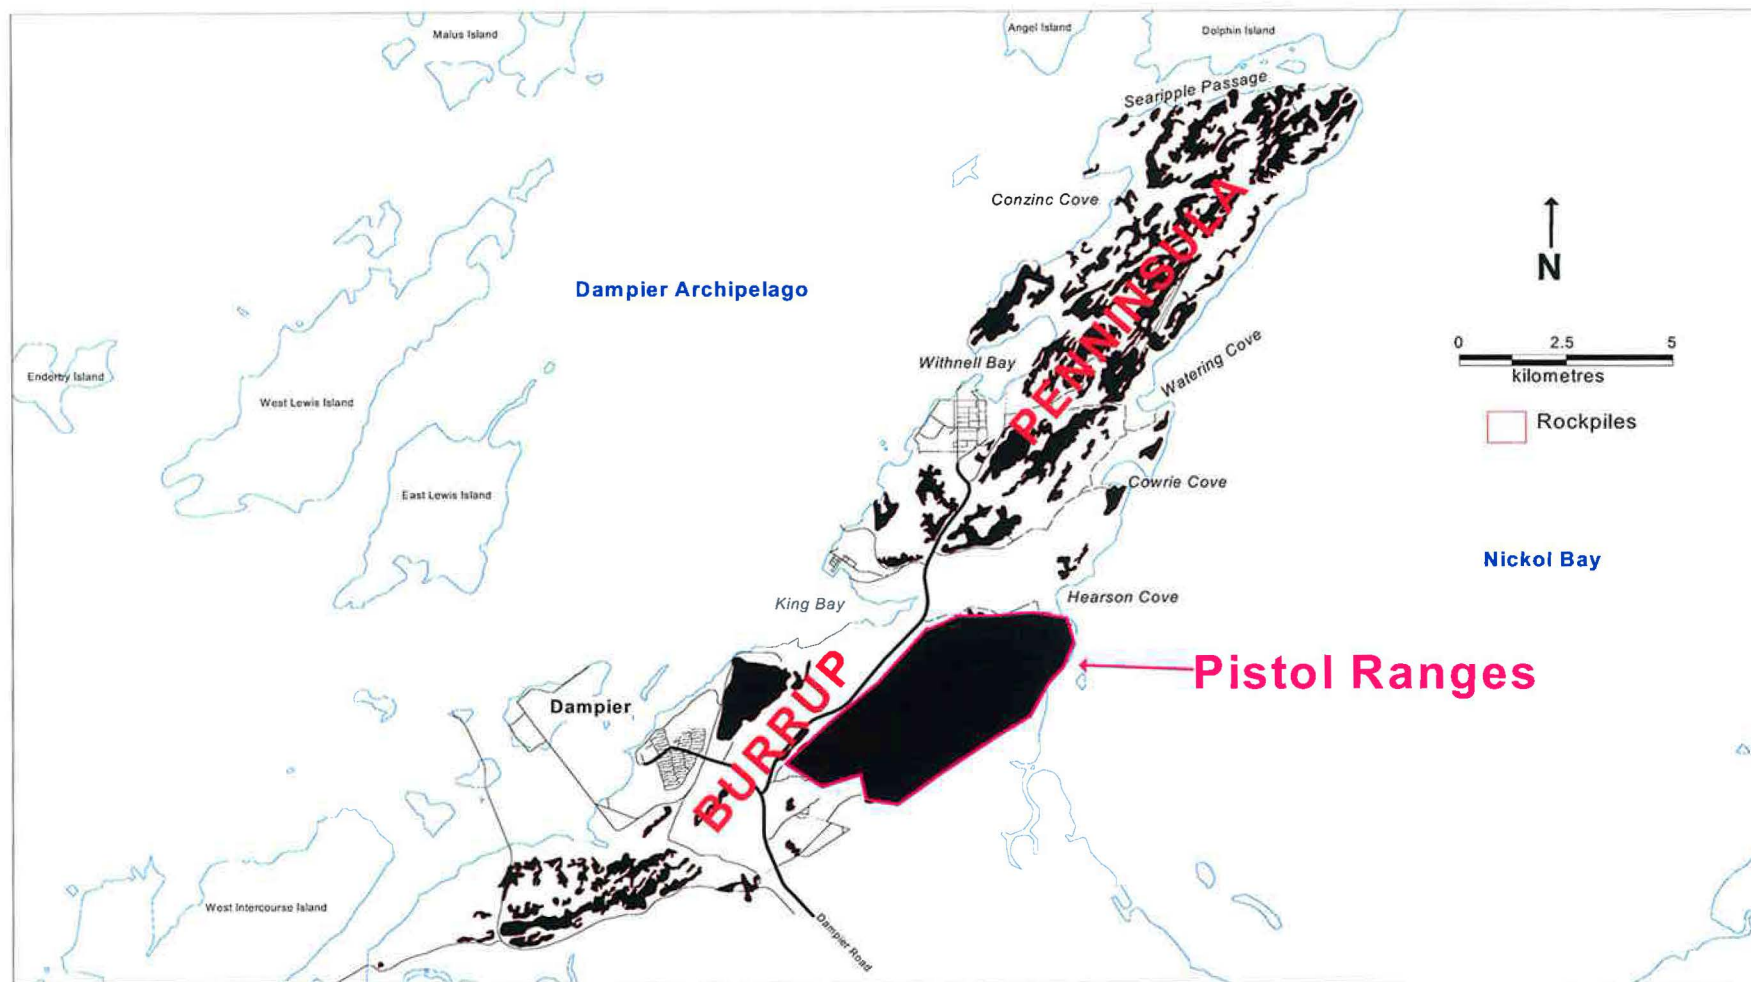 Malus Island
Angel Island
Dolphin Island
Searipple Passage
Conzinc Cove
N
Dampier Archipelago
PENNINSULA
0 2.5 5
kilometres
Withnell Bay
Watering Cove
Enderby Island
West Lewis Island
Rockpiles
East Lewis Island
Cowrie Cove
Nickol Bay
King Bay
Hearson Cove
Pistol Ranges
Dampier
BURRUP
West Intercourse Island
Dampier Road